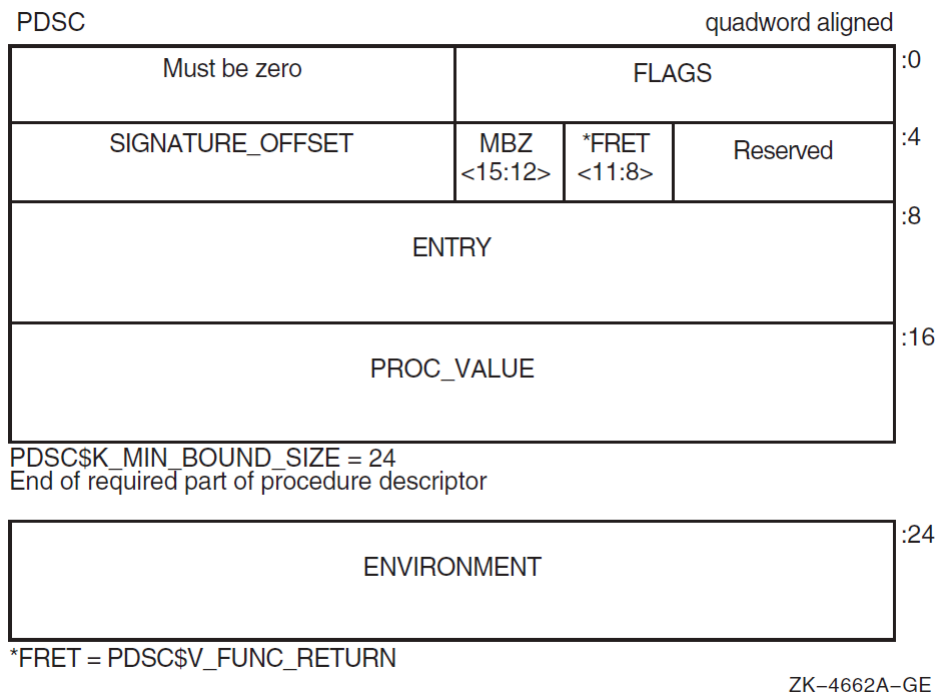 PDSC quadword aligned
Must be zero FLAGS :0
SIGNATURE_OFFSET MBZ <15:12> *FRET <11:8> Reserved :4
:8
ENTRY
:16
PROC_VALUE
PDSC$K_MIN_BOUND_SIZE = 24
End of required part of procedure descriptor
:24
ENVIRONMENT
*FRET = PDSC$V_FUNC_RETURN
ZK–4662A–GE